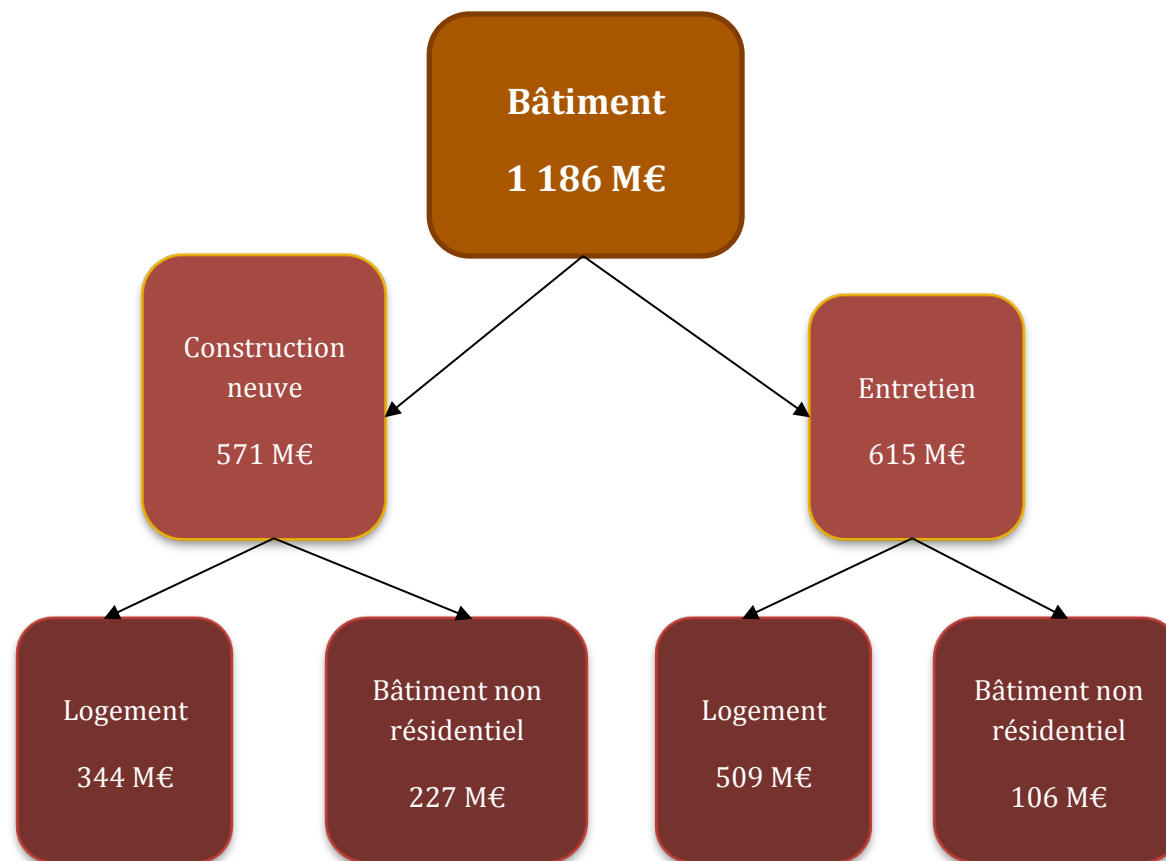 Bâtiment
1 186 M€
Construction
neuve
571 M€
Entretien
615 M€
Logement
344 M€
Bâtiment non
résidentiel
227 M€
Logement
509 M€
Bâtiment non
résidentiel
106 M€